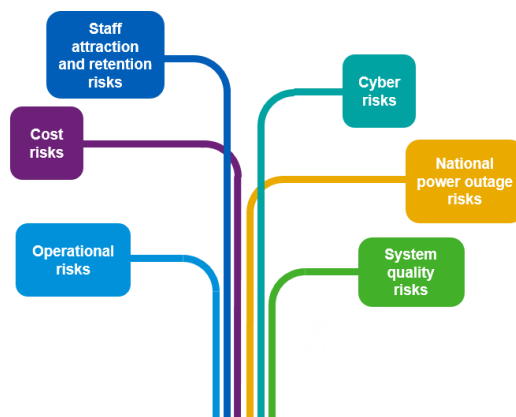 Staff
attraction
and retention
risks
Cyber
risks
Cost
risks
National
power outage
risks
Operational
risks
System
quality
risks